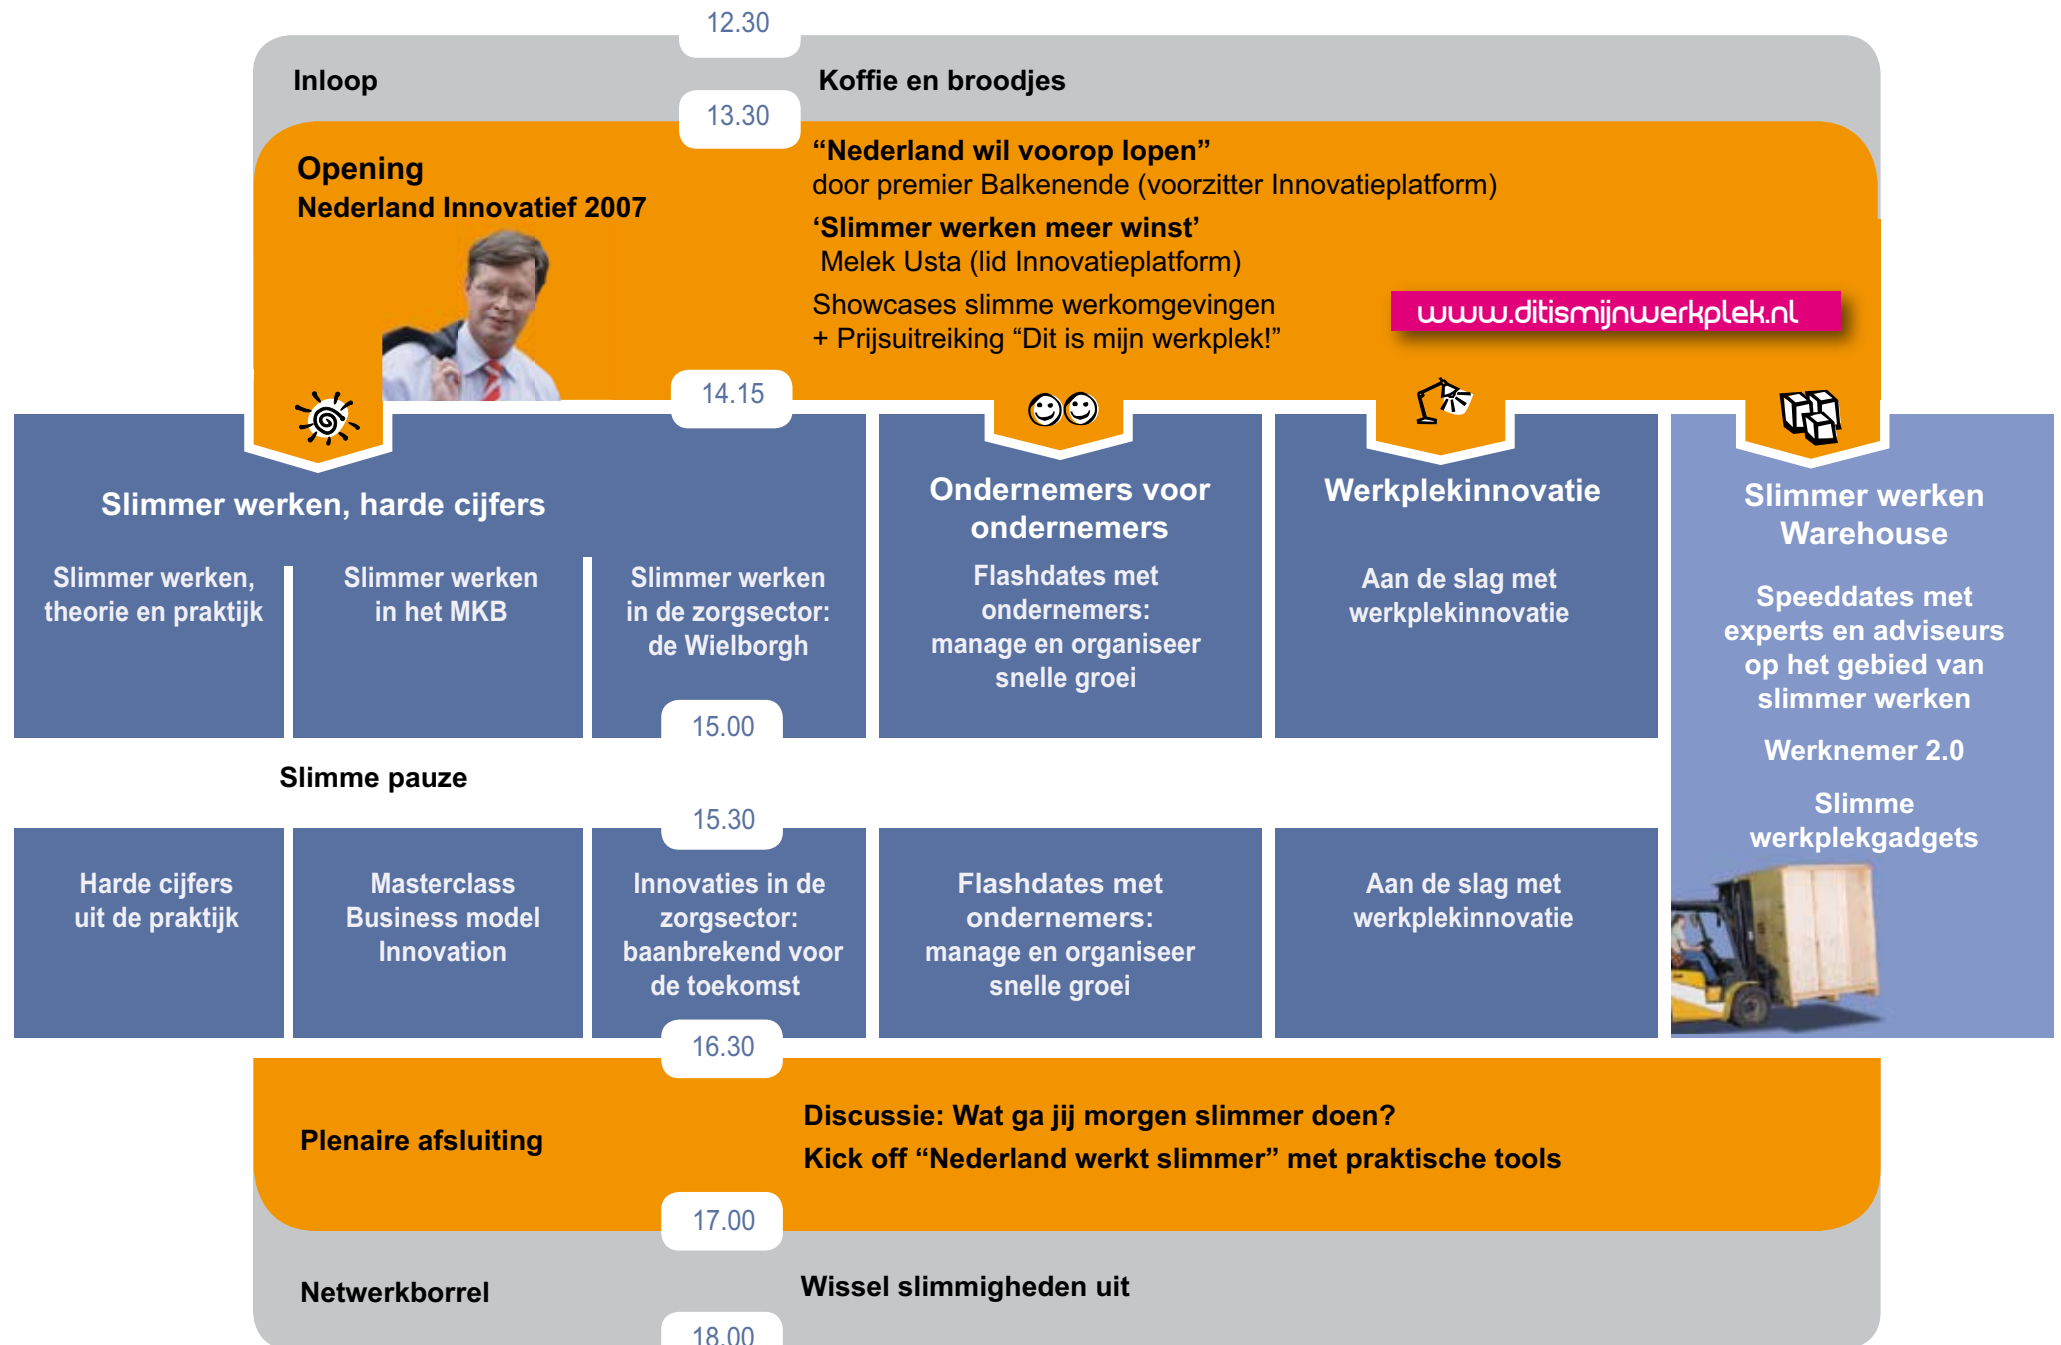 12.30
Inloop
Koffie en broodjes
13.30
Opening
Nederland Innovatief 2007
“Nederland wil voorop lopen”
door premier Balkenende (voorzitter Innovatieplatform)
‘Slimmer werken meer winst’
Melek Usta (lid Innovatieplatform)
Showcases slimme werkomgevingen
+ Prijsuitreiking “Dit is mijn werkplek!”
www.ditismijnwerkplek.nl
14.15
Slimmer werken, harde cijfers
Slimmer werken,
theorie en praktijk
Slimmer werken
in het MKB
Slimmer werken
in de zorgsector:
de Wielborgh
Ondernemers voor
ondernemers
Flashdates met
ondernemers:
manage en organiseer
snelle groei
Werkplekinnovatie
Aan de slag met
werkplekinnovatie
Slimmer werken
Warehouse
Speeddates met
experts en adviseurs
op het gebied van
slimmer werken
Werknemer 2.0
Slimme
werkplekgadgets
15.00
Slimme pauze
15.30
Harde cijfers
uit de praktijk
Masterclass
Business model
Innovation
Innovaties in de
zorgsector:
baanbrekend voor
de toekomst
Flashdates met
ondernemers:
manage en organiseer
snelle groei
Aan de slag met
werkplekinnovatie
16.30
Plenaire afsluiting
Discussie: Wat ga jij morgen slimmer doen?
Kick off “Nederland werkt slimmer” met praktische tools
17.00
Netwerkborrel
Wissel slimmigheden uit
18.00